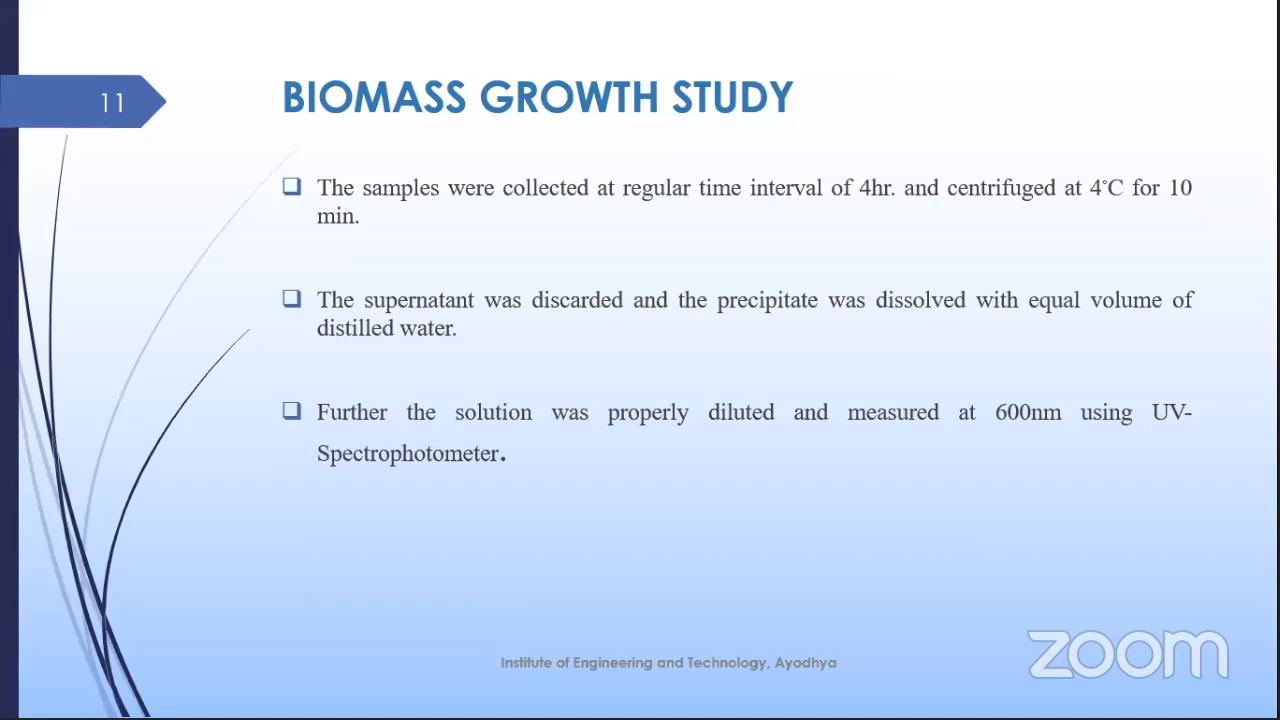 11
BIOMASS GROWTH STUDY
The samples were collected at regular time interval of 4hr. and centrifuged at 4°C for 10
min.
The supernatant was discarded and the precipitate was dissolved with equal volume of
distilled water.
Further the solution was properly diluted and measured at 600nm using UV-
Spectrophotometer.
Institute of Engineering and Technology, Ayodhya
zoom